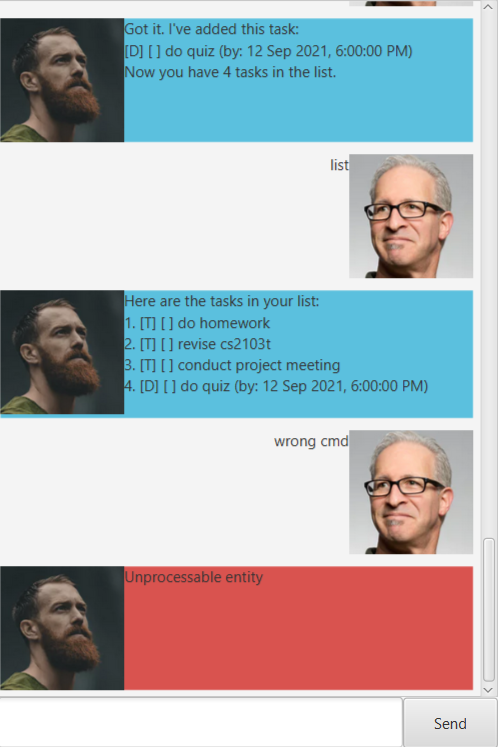 Got it. I've added this task:
[D] [ ] do quiz (by: 12 Sep 2021, 6:00:00 PM)
Now you have 4 tasks in the list.
list
Here are the tasks in your list:
1. [T] [ ] do homework
2. [T] [ ] revise cs2103t
3. [T] [ ] conduct project meeting
4. [D] [ ] do quiz (by: 12 Sep 2021, 6:00:00 PM)
wrong cmd
Unprocessable entity
Send